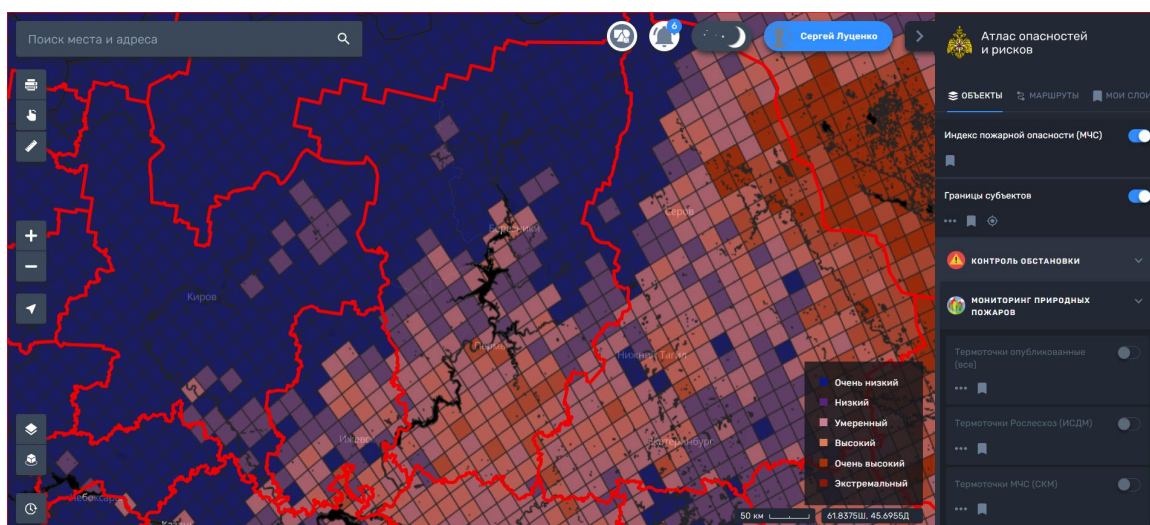 Поиск места и адреса
6
Сергей Луценко
Атлас опасностей
и рисков
ОБЪЕКТЫ
МАРШРУТЫ
МОИ СЛОИ
Индекс пожарной опасности (МЧС)
Границы субъектов
КОНТРОЛЬ ОБСТАНОВКИ
МОНИТОРИНГ ПРИРОДНЫХ
ПОЖАРОВ
Термоточки опубликованные
(все)
Термоточки Рослесхоз (ИСДМ)
Термоточки МЧС (СКМ)
Серов
Березники
Киров
Пермь
Нижний Тагил
Ижевск
Екатеринбург
Очень низкий
Низкий
Умеренный
Высокий
Очень высокий
Экстремальный
50 км
61.8375Ш, 45.6955Д